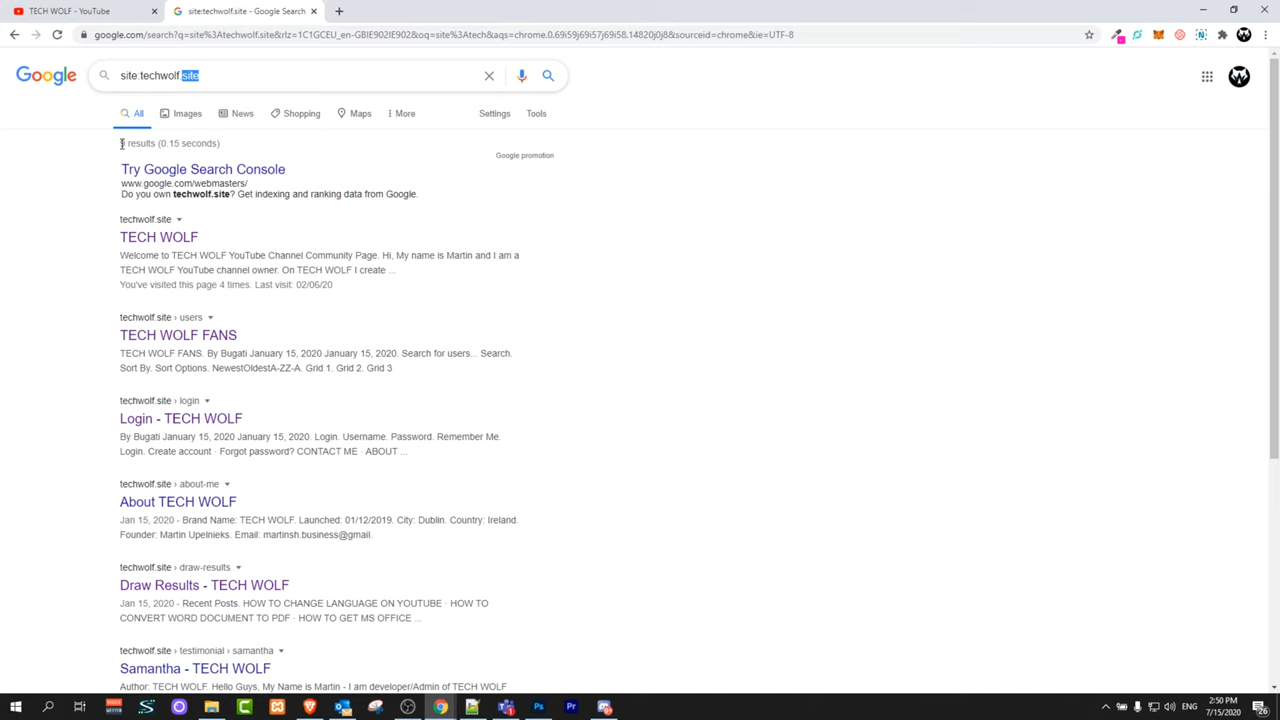 TECH WOLF - YouTube
site:techwolf.site - Google Search
google.com/search?q=site%3Atechwolf.site&rlz=1C1GCEU_en-GBIE902IE902&oq=site%3Atech&aqs=chrome.0.69i59j69i57j69i58.14820j0j8&sourceid=chrome&ie=UTF-8
Google
site:techwolf.site
All
Images
News
Shopping
Maps
More
Settings
Tools
results (0.15 seconds)
Google promotion
Try Google Search Console
www.google.com/webmasters/
Do you own techwolf.site? Get indexing and ranking data from Google.
techwolf.site
TECH WOLF
Welcome to TECH WOLF YouTube Channel Community Page. Hi, My name is Martin and I am a
TECH WOLF YouTube channel owner. On TECH WOLF I create ...
You've visited this page 4 times. Last visit: 02/06/20
techwolf.site › users
TECH WOLF FANS
TECH WOLF FANS. By Bugati January 15, 2020 January 15, 2020. Search for users... Search.
Sort By. Sort Options. NewestOldestA-ZZ-A. Grid 1. Grid 2. Grid 3
techwolf.site › login
Login - TECH WOLF
By Bugati January 15, 2020 January 15, 2020. Login. Username. Password. Remember Me.
Login. Create account · Forgot password? CONTACT ME · ABOUT ...
techwolf.site › about-me
About TECH WOLF
Jan 15, 2020 - Brand Name: TECH WOLF. Launched: 01/12/2019. City: Dublin. Country: Ireland.
Founder: Martin Upelnieks. Email: martinsh.business@gmail.
techwolf.site › draw-results
Draw Results - TECH WOLF
Jan 15, 2020 - Recent Posts. HOW TO CHANGE LANGUAGE ON YOUTUBE · HOW TO
CONVERT WORD DOCUMENT TO PDF · HOW TO GET MS OFFICE ...
techwolf.site › testimonial › samantha
Samantha - TECH WOLF
Author: TECH WOLF. Hello Guys, My Name is Martin - I am developer/Admin of TECH WOLF
ENG
2:50 PM
7/15/2020
26